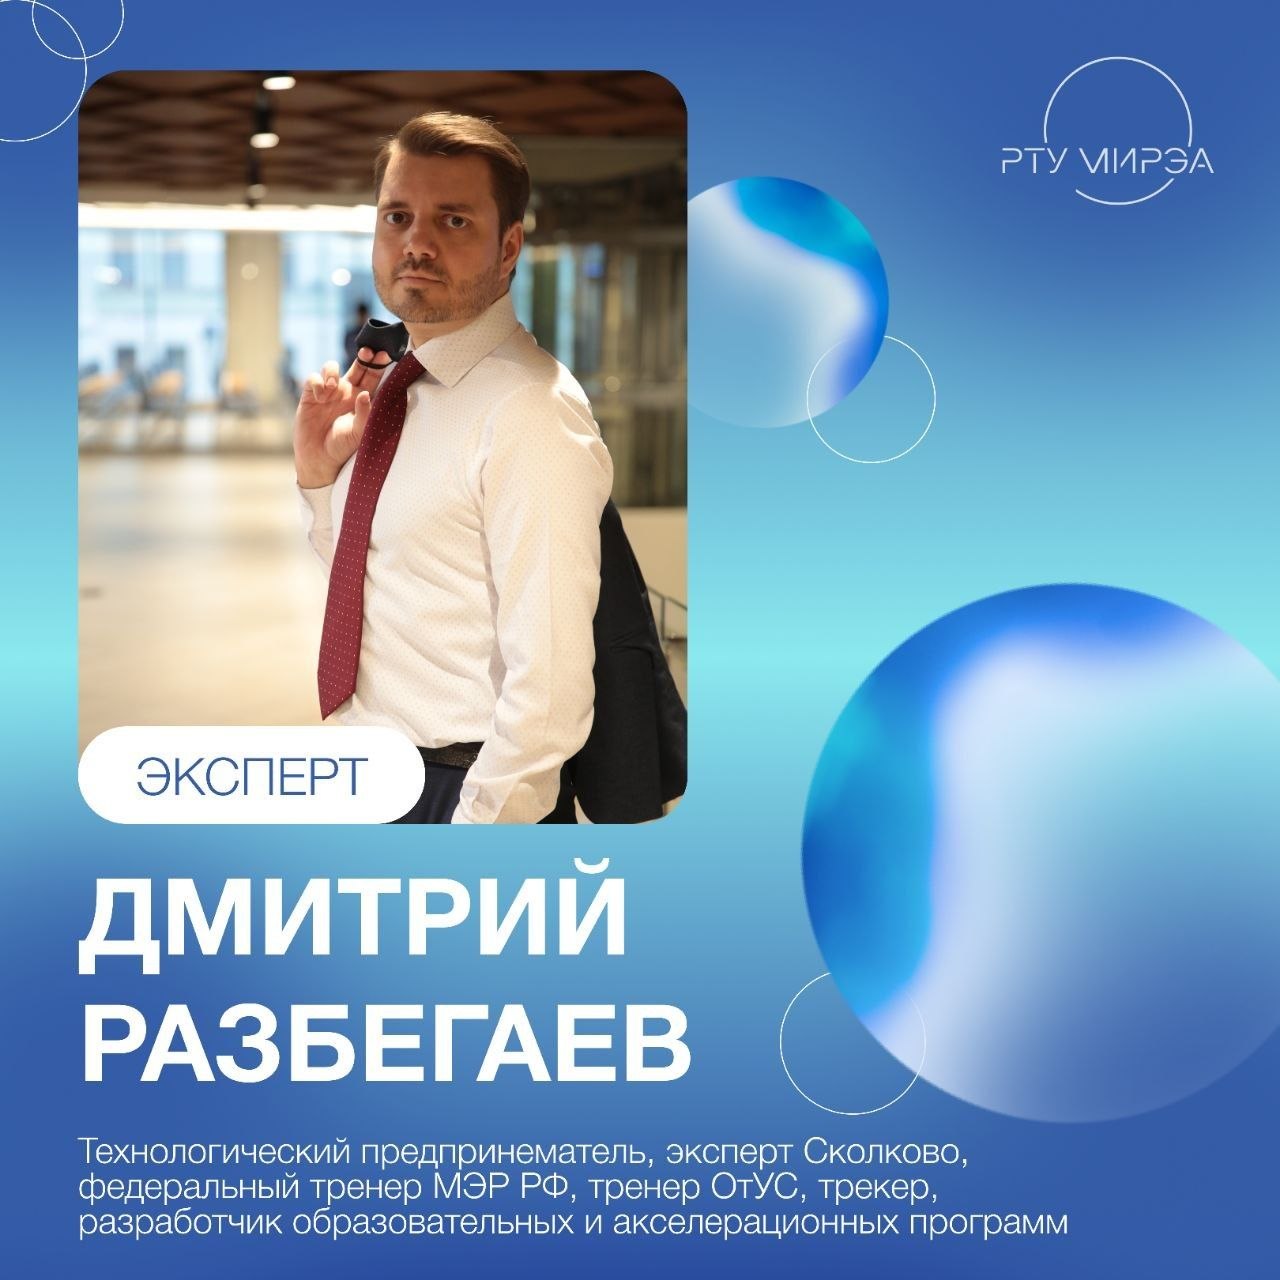 РТУ МИРЭА
ЭКСПЕРТ
ДМИТРИЙ
РАЗБЕГАЕВ
Технологический предпринематель, эксперт Сколково,
федеральный тренер МЭР РФ, тренер ОтУС, трекер,
разработчик образовательных и акселерационных программ